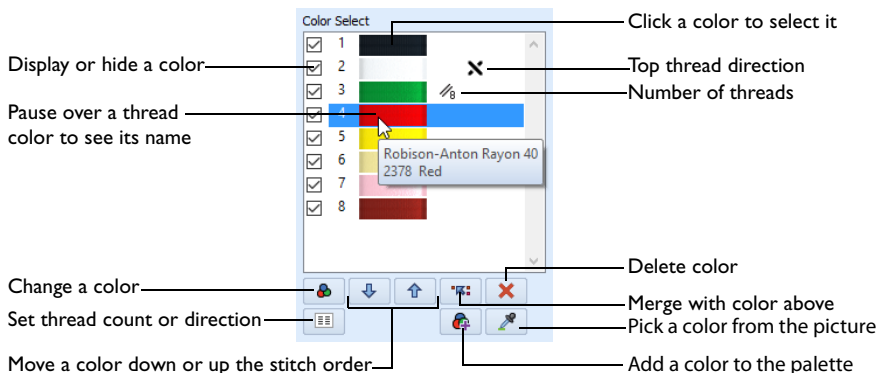 Color Select
Click a color to select it
1
Display or hide a color
2
Top thread direction
3
B
Number of threads
Pause over a thread
color to see its name
4
5
Robison-Anton Rayon 40
2378 Red
6
7
8
Delete color
Change a color
Merge with color above
Set thread count or direction
Pick a color from the picture
Move a color down or up the stitch order
Add a color to the palette